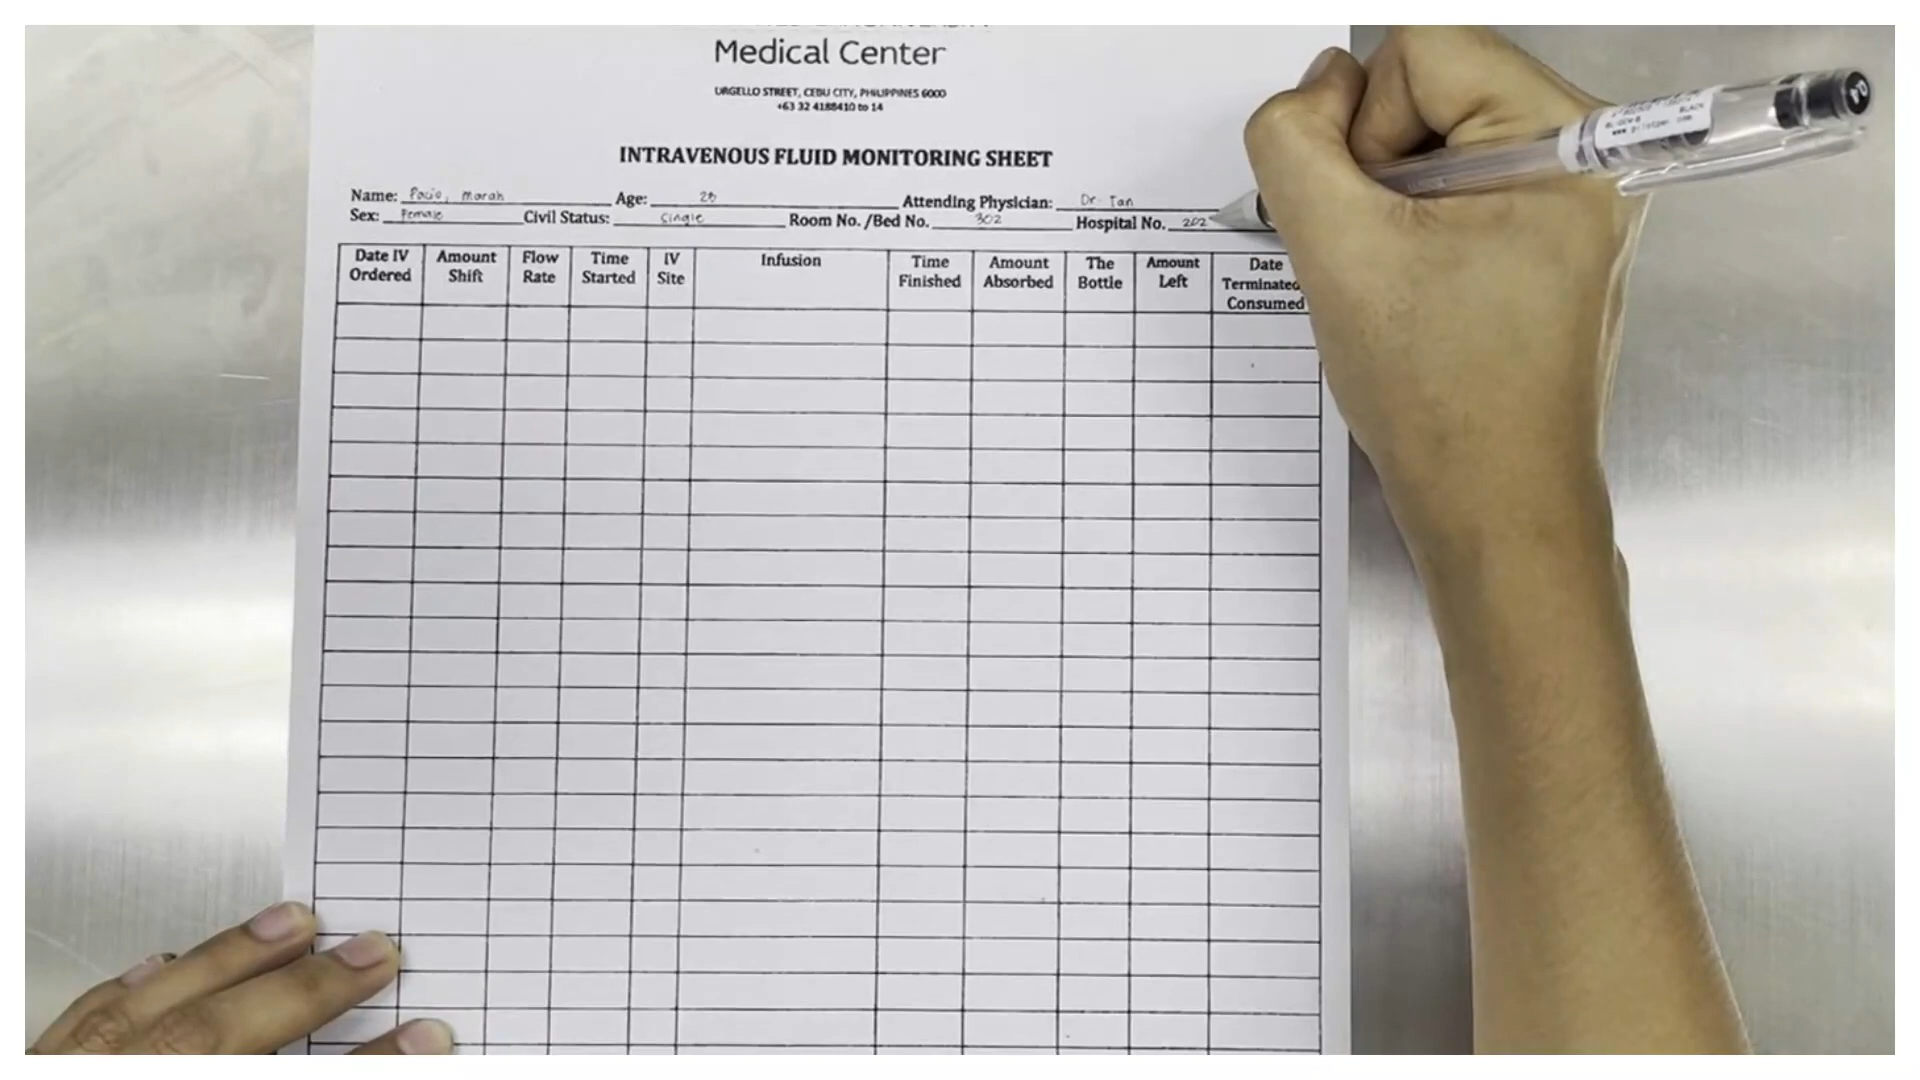 Medical Center
URGELLO STREET, CEBU CITY, PHILIPPINES 6000
+63 32 4188410 to 14
INTRAVENOUS FLUID MONITORING SHEET
Name: Pacio, Marah Age: 28 Attending Physician: Dr. Tan
Sex: Female Civil Status: Single Room No. /Bed No. 302 Hospital No. 202
Date IV Ordered
Amount Shift
Flow Rate
Time Started
IV Site
Infusion
Time Finished
Amount Absorbed
The Bottle
Amount Left
Date Terminated Consumed
BLACK